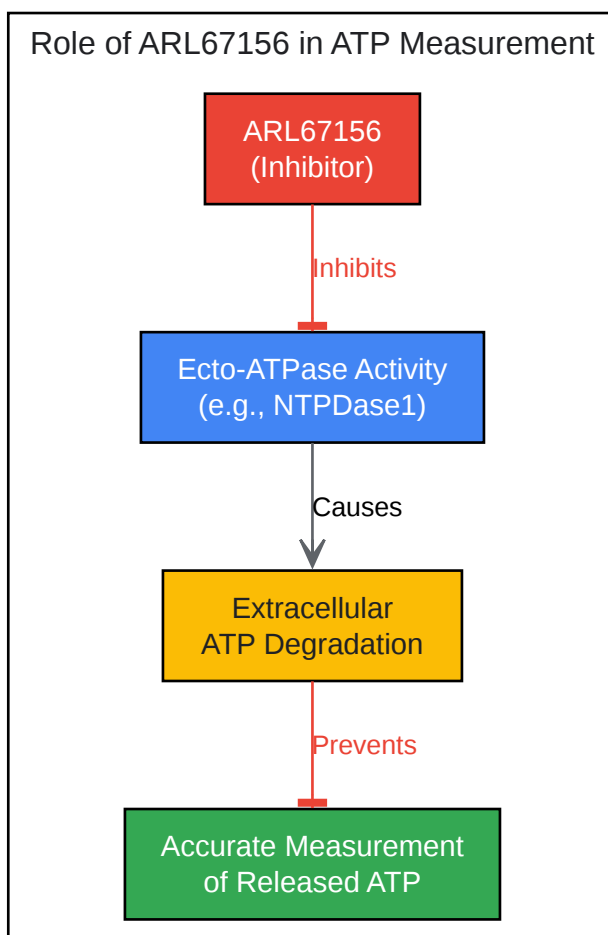 Role of ARL67156 in ATP Measurement
ARL67156
(Inhibitor)
Inhibits
Ecto-ATPase Activity
(e.g., NTPDase1)
Causes
Extracellular
ATP Degradation
Prevents
Accurate Measurement
of Released ATP